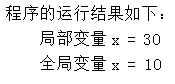 程序的运行结果如下：
局部变量 x = 30
全局变量 x = 10